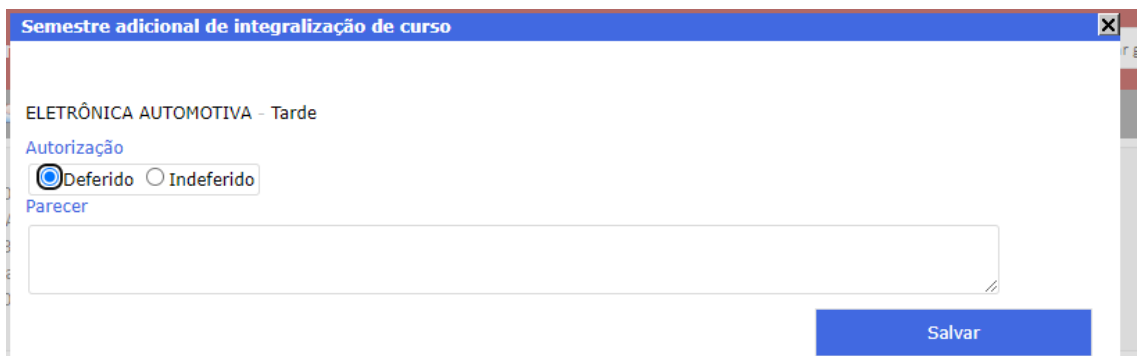 Semestre adicional de integralização de curso
ELETRÔNICA AUTOMOTIVA - Tarde
Autorização
Deferido Indeferido
Parecer
Salvar